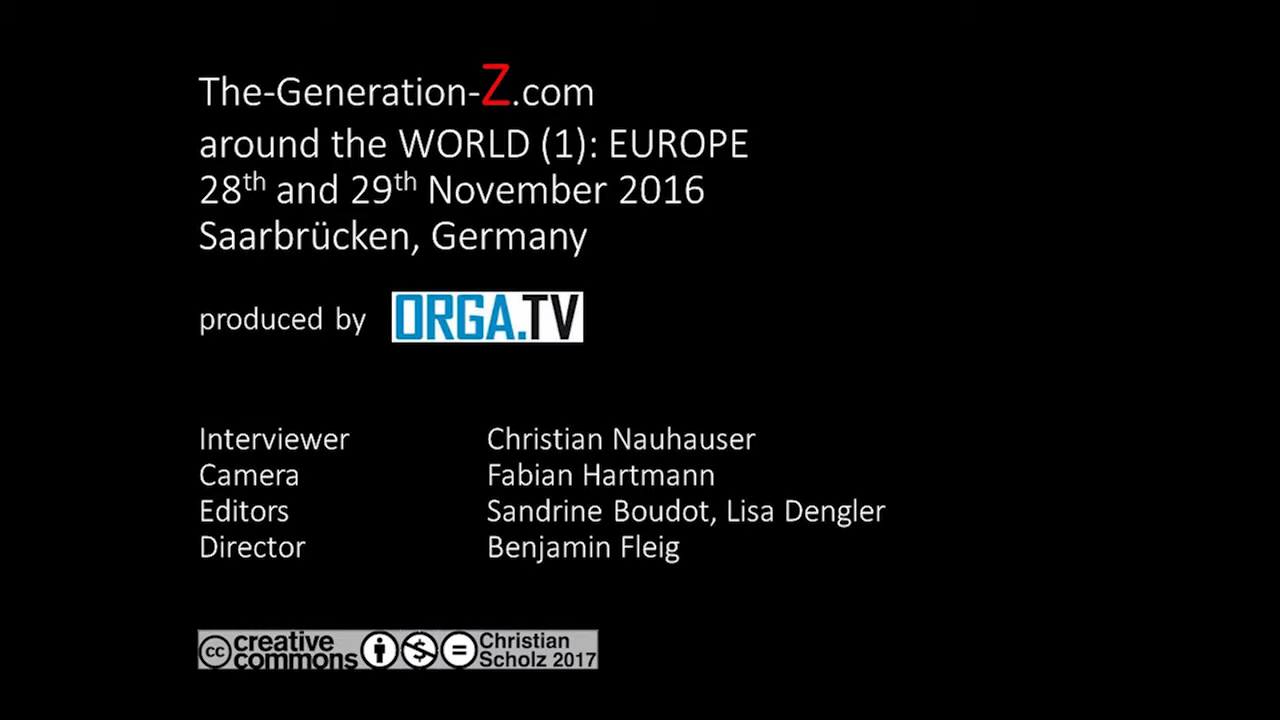 The-Generation-Z.com
around the WORLD (1): EUROPE
28th and 29th November 2016
Saarbrücken, Germany
produced by ORGA.TV
Interviewer Christian Nauhauser
Camera Fabian Hartmann
Editors Sandrine Boudot, Lisa Dengler
Director Benjamin Fleig
cc creative commons Christian Scholz 2017